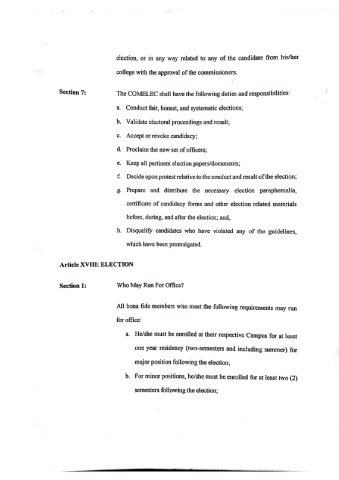 election, or in any way related to any of the candidate from his/her
college with the approval of the commissioners.
Section 7: The COMELEC shall have the following duties and responsibilities:
a. Conduct fair, honest, and systematic elections;
b. Validate electoral proceedings and result;
c. Accept or revoke candidacy;
d. Proclaim the new set of officers;
e. Keep all pertinent election papers/documents;
f. Decide upon protest relative to the conduct and result of the election;
g. Prepare and distribute the necessary election paraphernalia,
certificate of candidacy forms and other election related materials
before, during, and after the election; and,
h. Disqualify candidates who have violated any of the guidelines,
which have been promulgated.
Article XVIII: ELECTION
Section 1: Who May Run For Office?
All bona fide members who meet the following requirements may run
for office:
a. He/she must be enrolled at their respective Campus for at least
one year residency (two-semesters and including summer) for
major position following the election;
b. For minor positions, he/she must be enrolled for at least two (2)
semesters following the election;